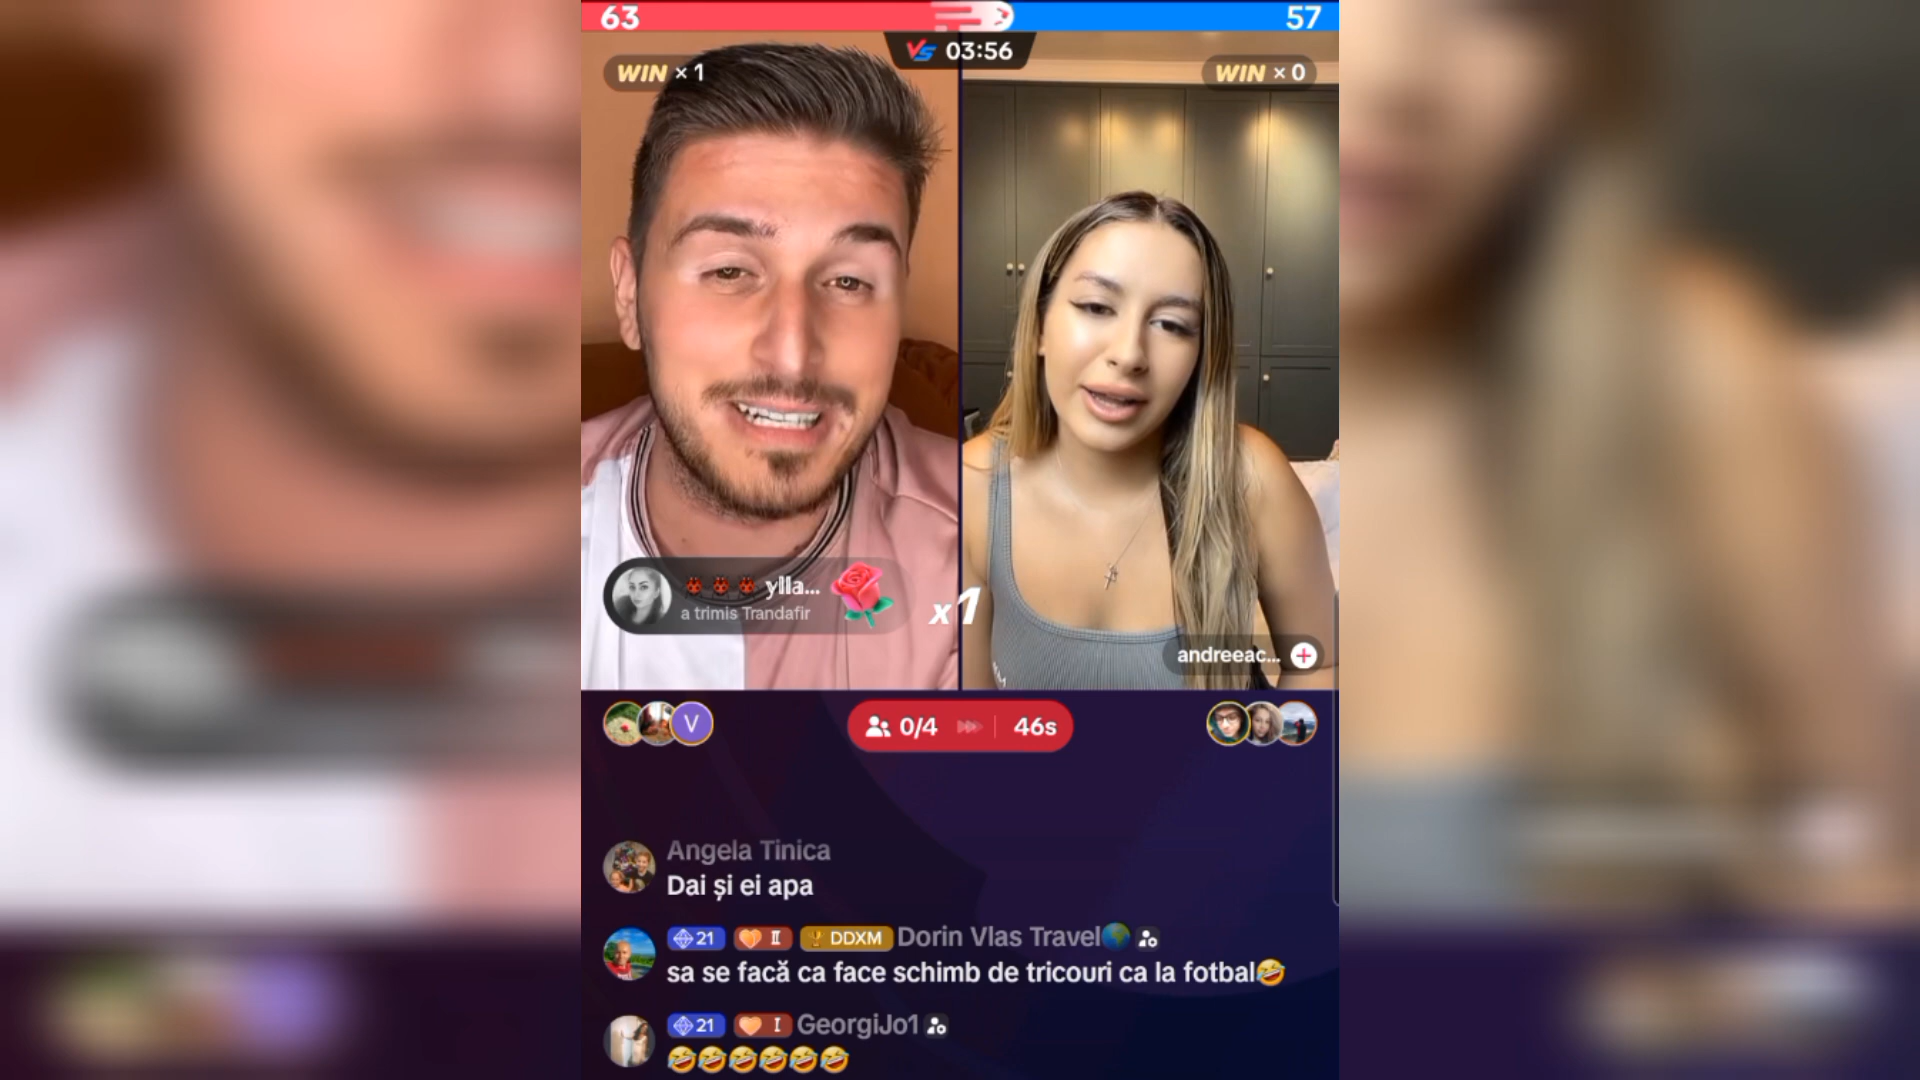 63
57
VS 03:56
WIN × 1
WIN × 0
ylla...
a trimis Trandafir
x1
andreeac...
V
0/4
46s
Angela Tinica
Dai și ei apa
21 II DDXM Dorin Vlas Travel🌍
sa se facă ca face schimb de tricouri ca la fotbal🤣
21 I GeorgiJo1
🤣🤣🤣🤣🤣🤣